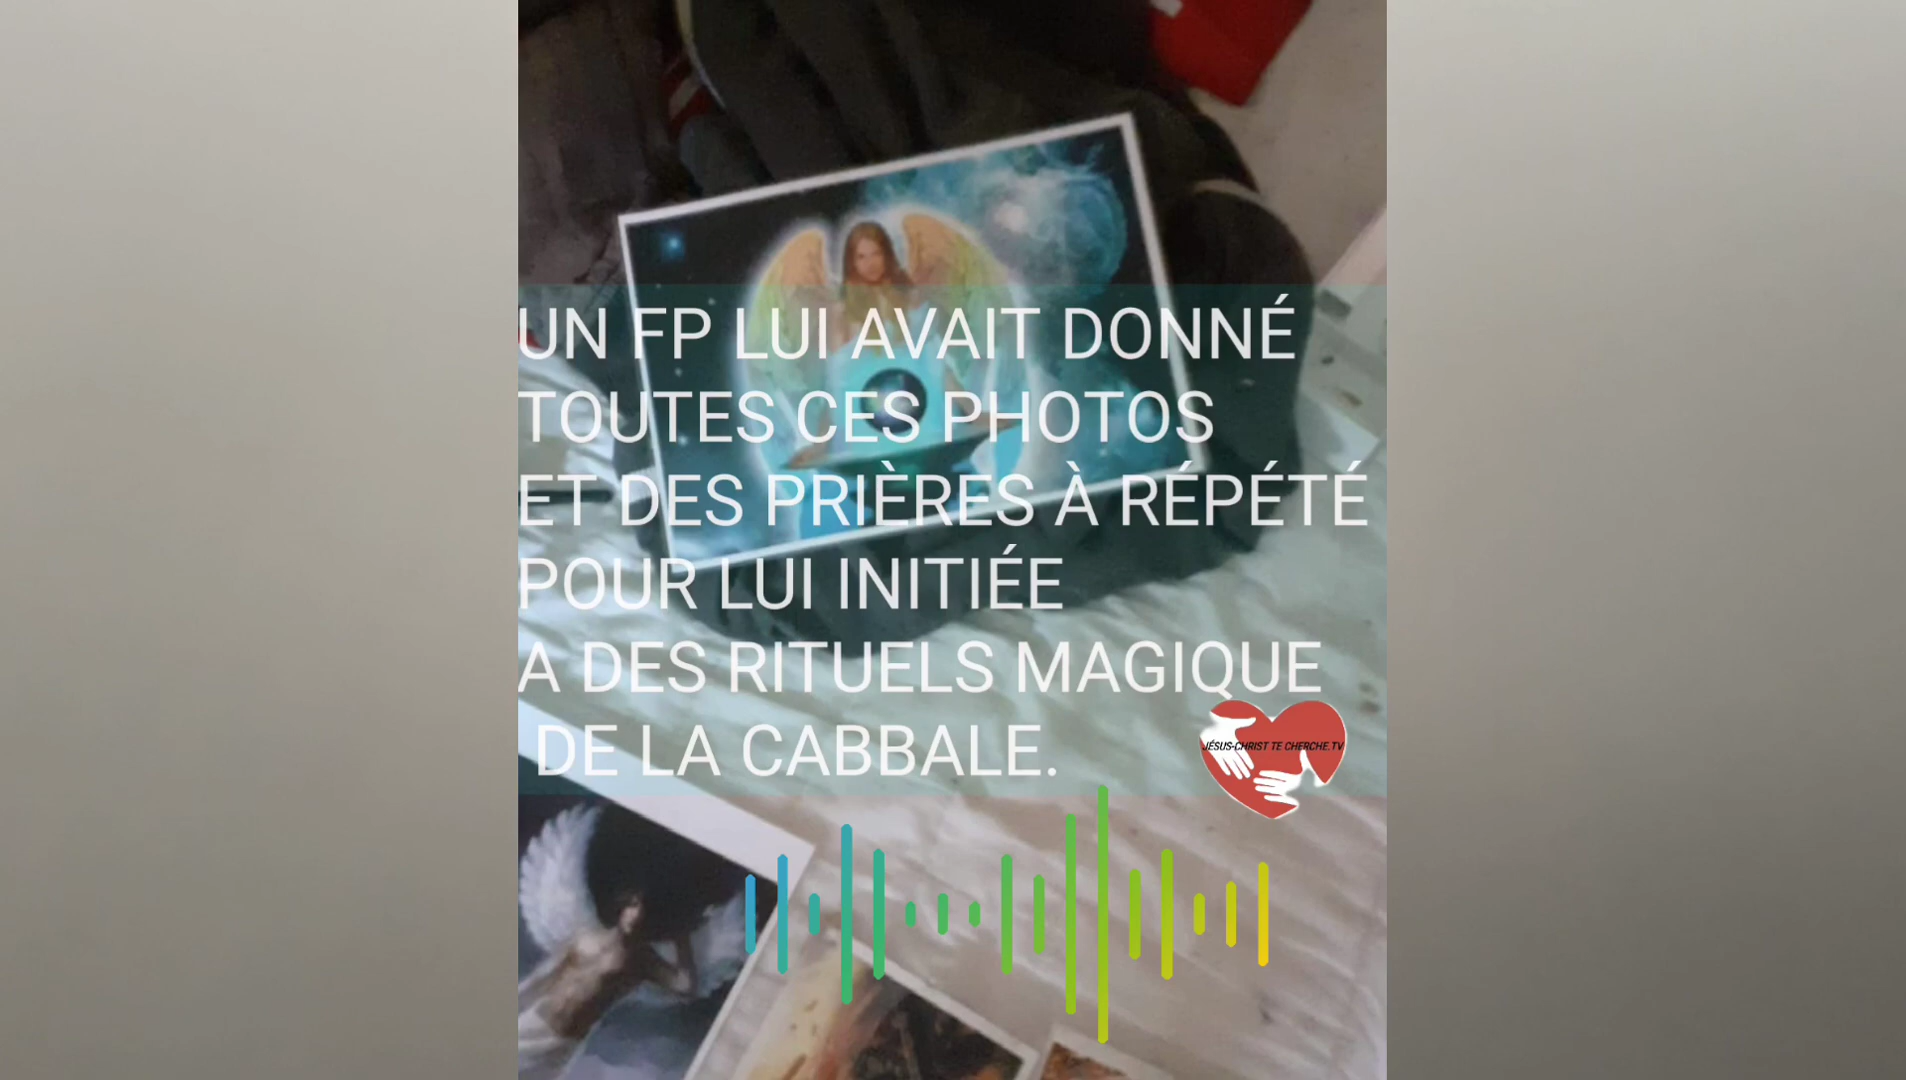 UN FP LUI AVAIT DONNÉ
TOUTES CES PHOTOS
ET DES PRIÈRES À RÉPÉTÉ
POUR LUI INITIÉE
A DES RITUELS MAGIQUE
DE LA CABBALE.
JÉSUS-CHRIST TE CHERCHE.TV